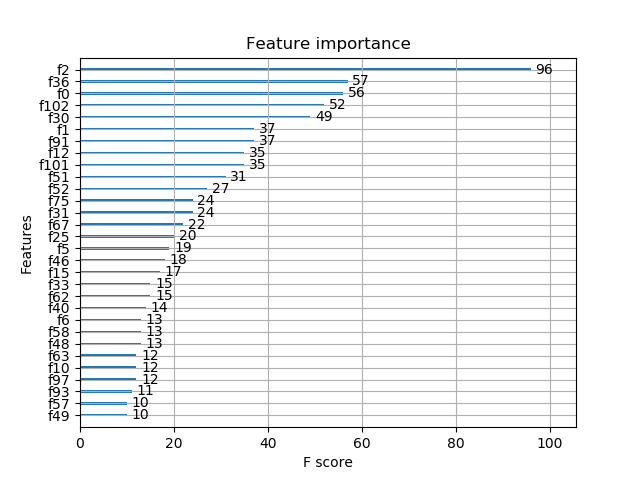 Feature importance
f2 96
f36 57
f0 56
f102 52
f30 49
f1 37
f91 37
f12 35
f101 35
f51 31
f52 27
f75 24
f31 24
f67 22
f25 20
f5 19
f46 18
f15 17
f33 15
f62 15
f40 14
f6 13
f58 13
f48 13
f63 12
f10 12
f97 12
f93 11
f57 10
f49 10
Features
0 20 40 60 80 100
F score